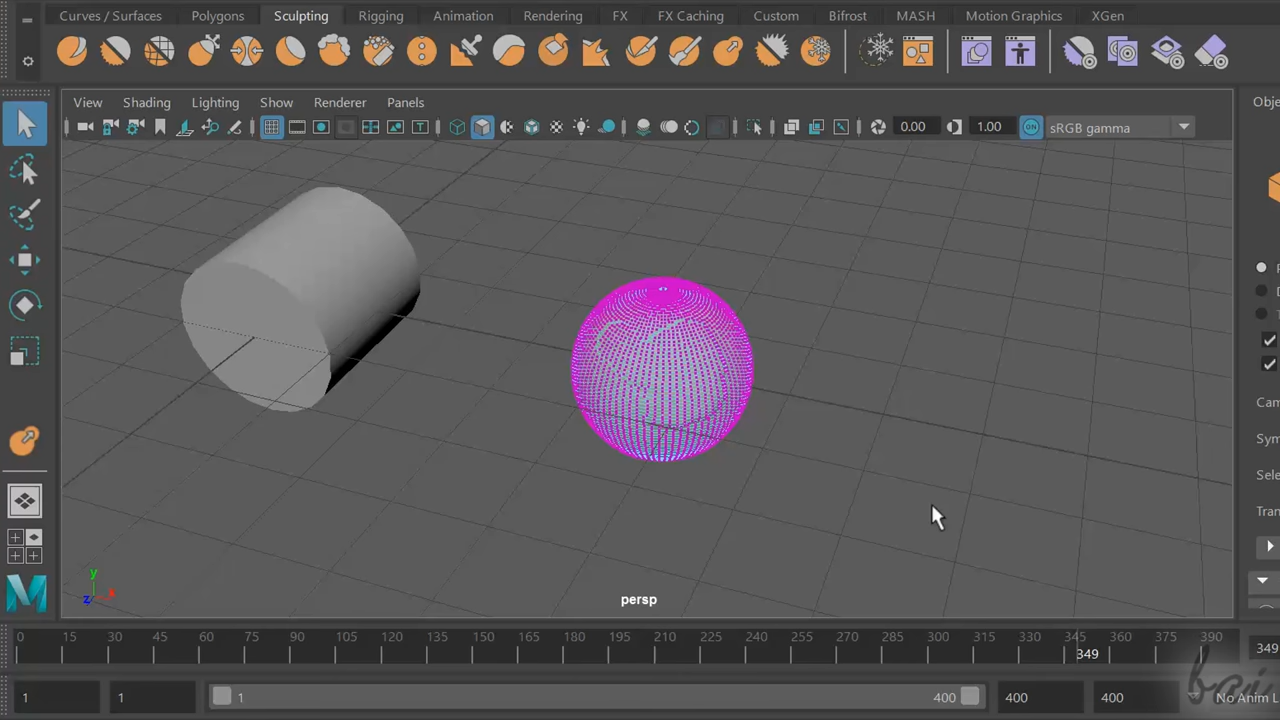 Curves / Surfaces Polygons Sculpting Rigging Animation Rendering FX FX Caching Custom Bifrost MASH Motion Graphics XGen
View Shading Lighting Show Renderer Panels
0.00 1.00 ON sRGB gamma
persp
y
x
z
0 15 30 45 60 75 90 105 120 135 150 165 180 195 210 225 240 255 270 285 300 315 330 345 360 375 390
349 349
1 1 1 400 400 400 No Anim L